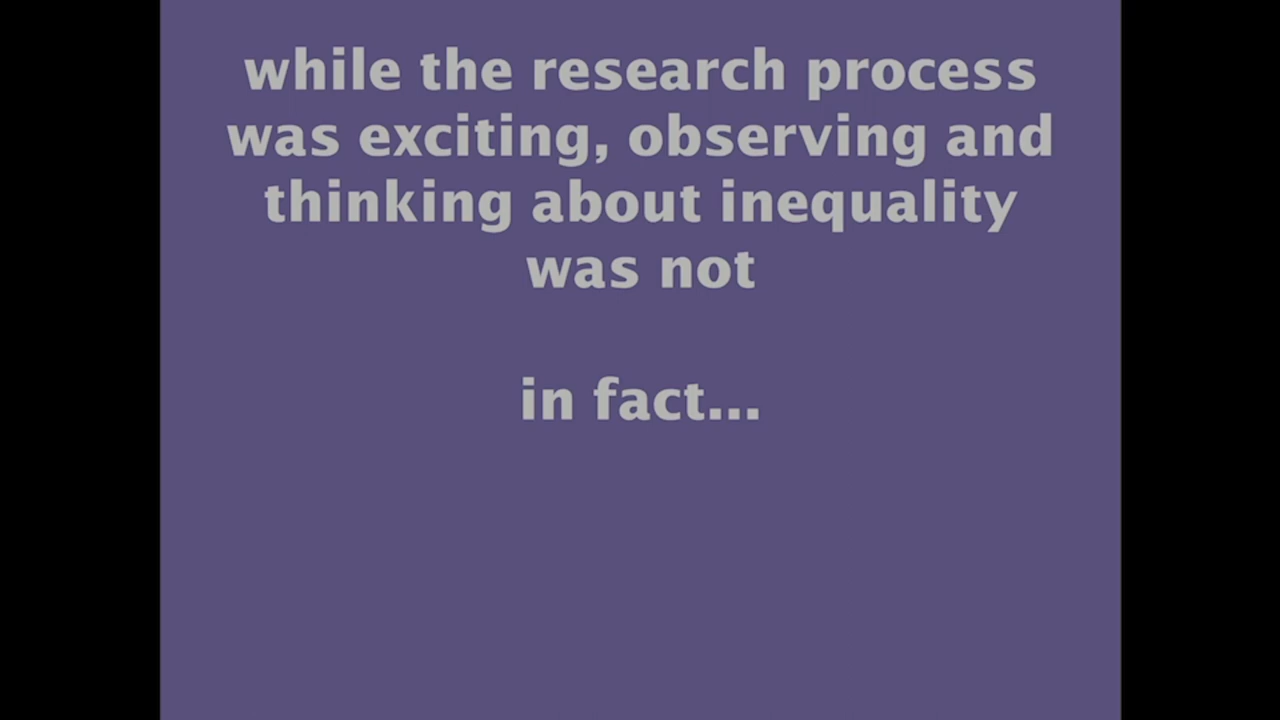 while the research process
was exciting, observing and
thinking about inequality
was not
in fact...